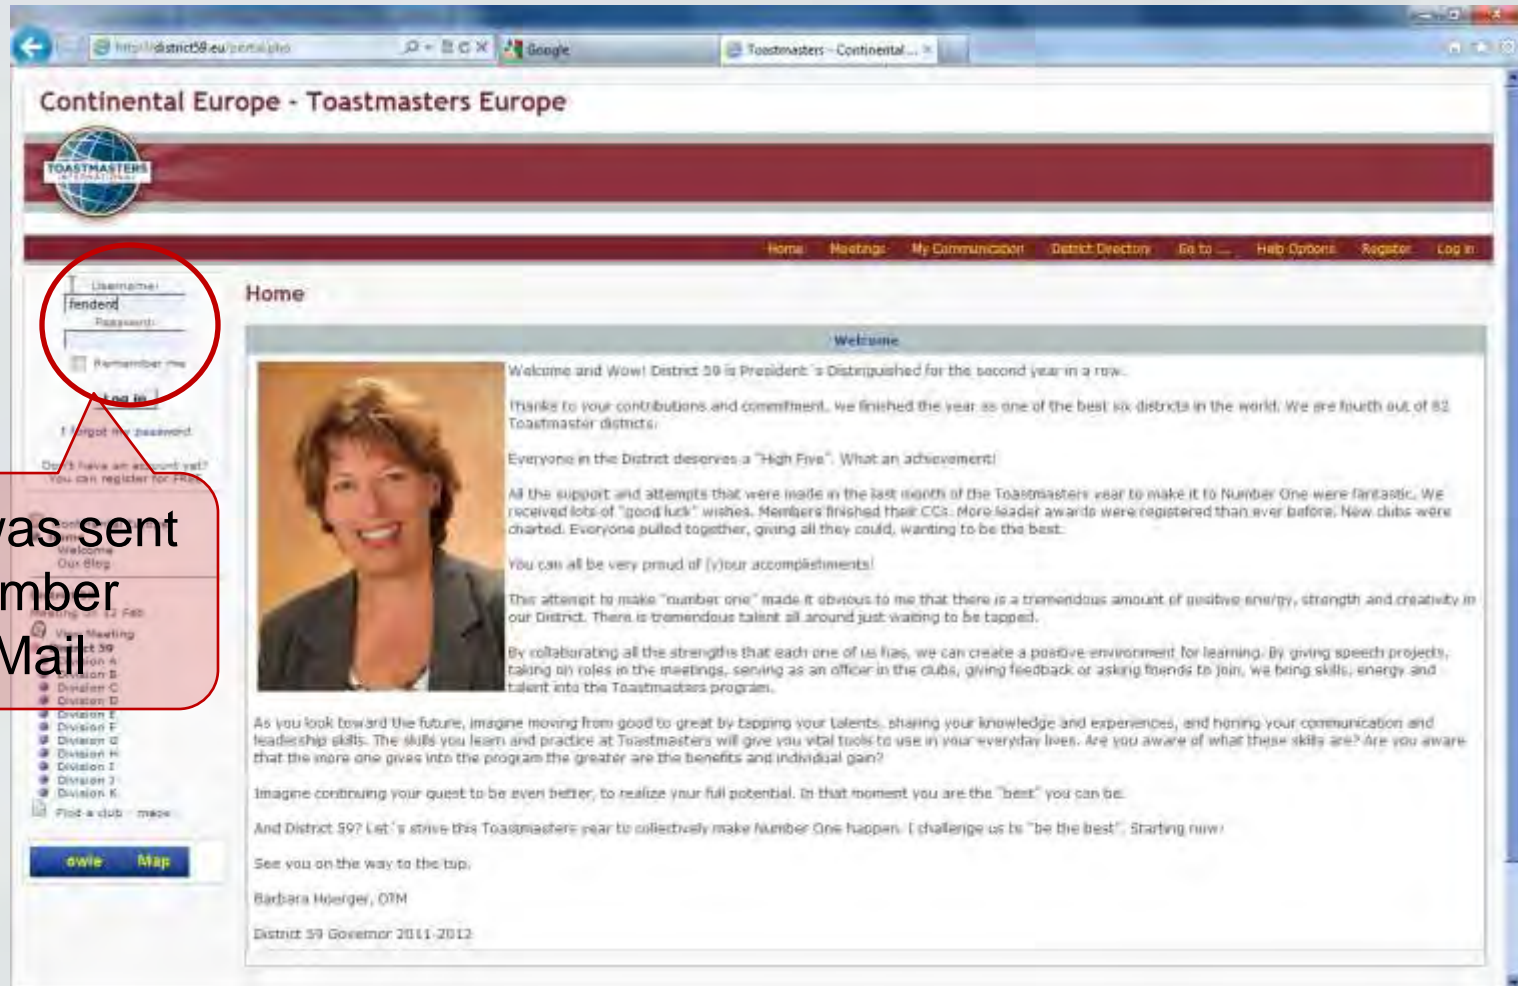 http://district59.eu/portal.php
Google
Toastmasters - Continental ...
Continental Europe - Toastmasters Europe
TOASTMASTERS
INTERNATIONAL
Home Meetings My Communication District Directory Go to .... Help Options Register Log in
Username:
fendent
Password:
Remember me
Log in
I forgot my password
Don't have an account yet?
You can register for FREE
was sent
mber
Mail
Welcome
Our Blog
Meeting on 12 Feb
View Meeting
Division A
Division B
Division C
Division D
Division E
Division F
Division G
Division H
Division I
Division J
Division K
Find a club - maps
owle Map
Home
Welcome
Welcome and Wow! District 59 is President´s Distinguished for the second year in a row.
Thanks to your contributions and commitment, we finished the year as one of the best six districts in the world. We are fourth out of 82
Toastmaster districts.
Everyone in the District deserves a "High Five". What an achievement!
All the support and attempts that were made in the last month of the Toastmasters year to make it to Number One were fantastic. We
received lots of "good luck" wishes. Members finished their CCs. More leader awards were registered than ever before. New clubs were
charted. Everyone pulled together, giving all they could, wanting to be the best.
You can all be very proud of (y)our accomplishments!
This attempt to make "number one" made it obvious to me that there is a tremendous amount of positive energy, strength and creativity in
our District. There is tremendous talent all around just waiting to be tapped.
By collaborating all the strengths that each one of us has, we can create a positive environment for learning. By giving speech projects,
taking on roles in the meetings, serving as an officer in the clubs, giving feedback or asking friends to join, we bring skills, energy and
talent into the Toastmasters program.
As you look toward the future, imagine moving from good to great by tapping your talents, sharing your knowledge and experiences, and honing your communication and
leadership skills. The skills you learn and practice at Toastmasters will give you vital tools to use in your everyday lives. Are you aware of what these skills are? Are you aware
that the more one gives into the program the greater are the benefits and individual gain?
Imagine continuing your quest to be even better, to realize your full potential. In that moment you are the "best" you can be.
And District 59? Let´s strive this Toastmasters year to collectively make Number One happen. I challenge us to "be the best". Starting now!
See you on the way to the top.
Barbara Hoerger, DTM
District 59 Governor 2011-2012